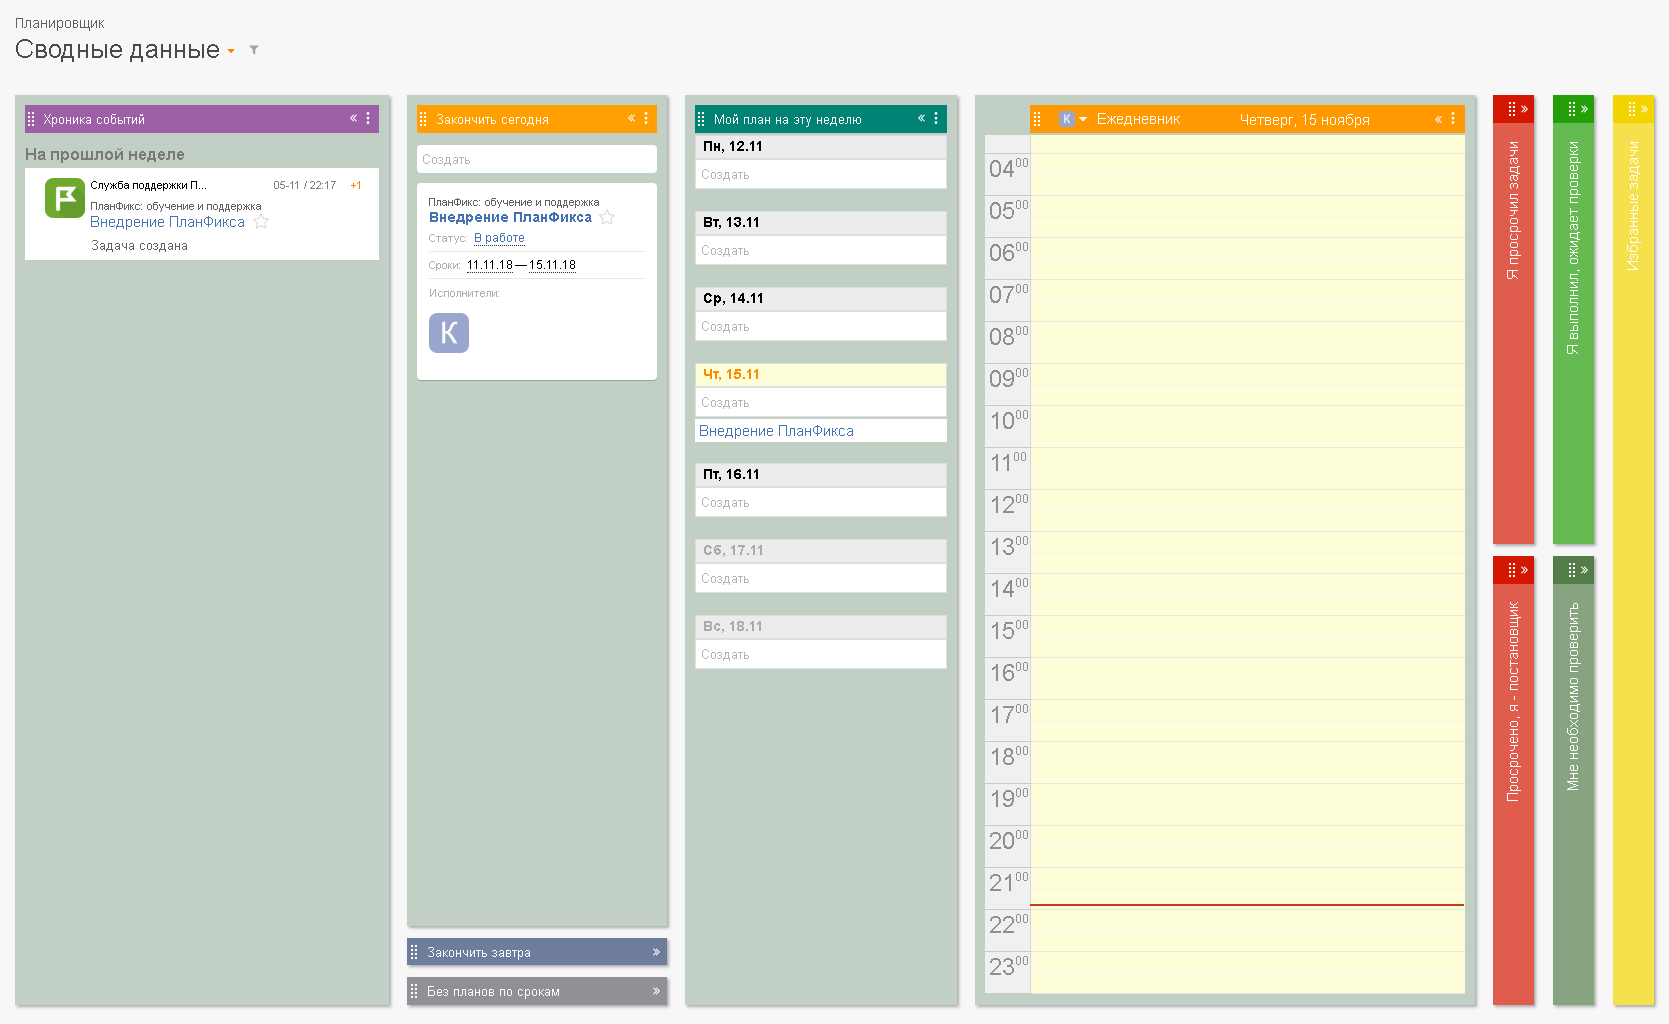 Планировщик
Сводные данные
Хроника событий
На прошлой неделе
Служба поддержки П... 05-11 / 22:17 +1
ПланФикс: обучение и поддержка
Внедрение ПланФикса
Задача создана
Закончить сегодня
Создать
ПланФикс: обучение и поддержка
Внедрение ПланФикса
Статус: В работе
Сроки: 11.11.18 — 15.11.18
Исполнители:
К
Закончить завтра
Без планов по срокам
Мой план на эту неделю
Пн, 12.11
Создать
Вт, 13.11
Создать
Ср, 14.11
Создать
Чт, 15.11
Создать
Внедрение ПланФикса
Пт, 16.11
Создать
Сб, 17.11
Создать
Вс, 18.11
Создать
К Ежедневник Четверг, 15 ноября
04 00
05 00
06 00
07 00
08 00
09 00
10 00
11 00
12 00
13 00
14 00
15 00
16 00
17 00
18 00
19 00
20 00
21 00
22 00
23 00
Я просрочил задачи
Просрочено, я - постановщик
Я выполнил, ожидает проверки
Мне необходимо проверить
Избранные задачи